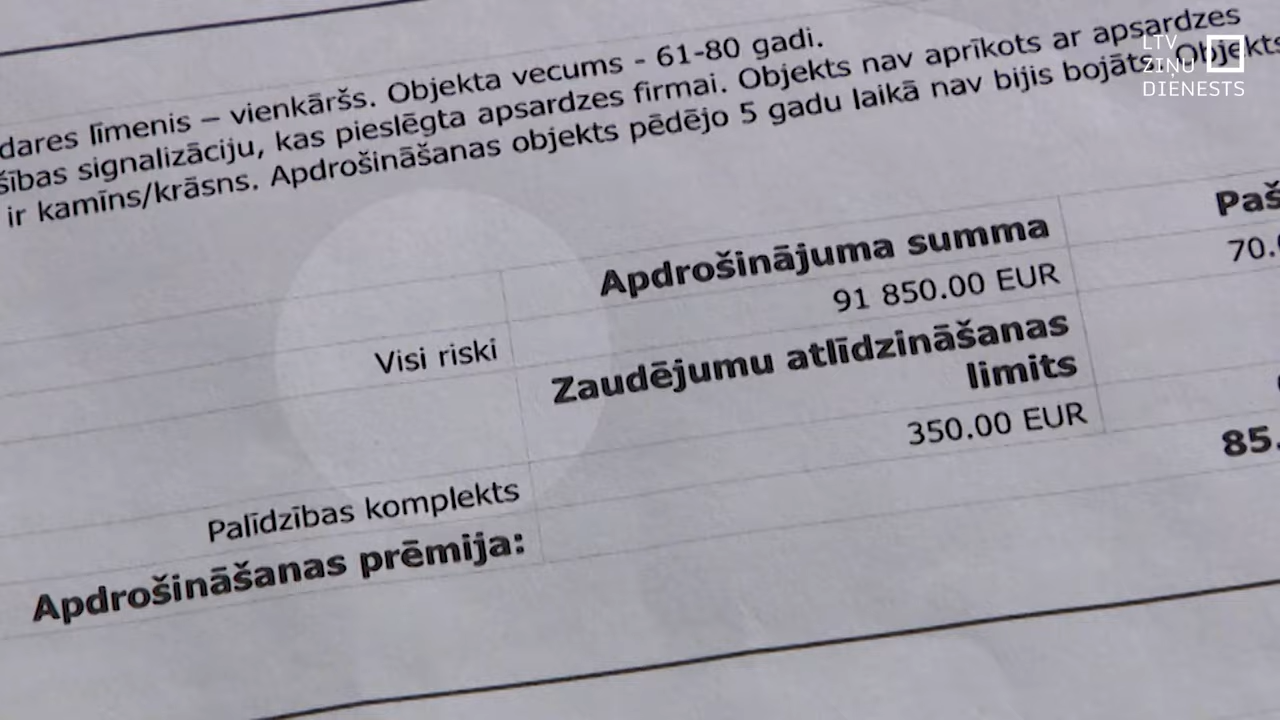 dares līmenis – vienkāršs. Objekta vecums - 61-80 gadi.
signalizāciju, kas pieslēgta apsardzes firmai. Objekts nav aprīkots ar apsardzes
ir kamīns/krāsns. Apdrošināšanas objekts pēdējo 5 gadu laikā nav bijis bojāts. Objekts
Apdrošinājuma summa
Visi riski 91 850.00 EUR 70.
Zaudējumu atlīdzināšanas
limits
Palīdzības komplekts 350.00 EUR
Apdrošināšanas prēmija: 85.
LTV
ZIŅU
DIENESTS